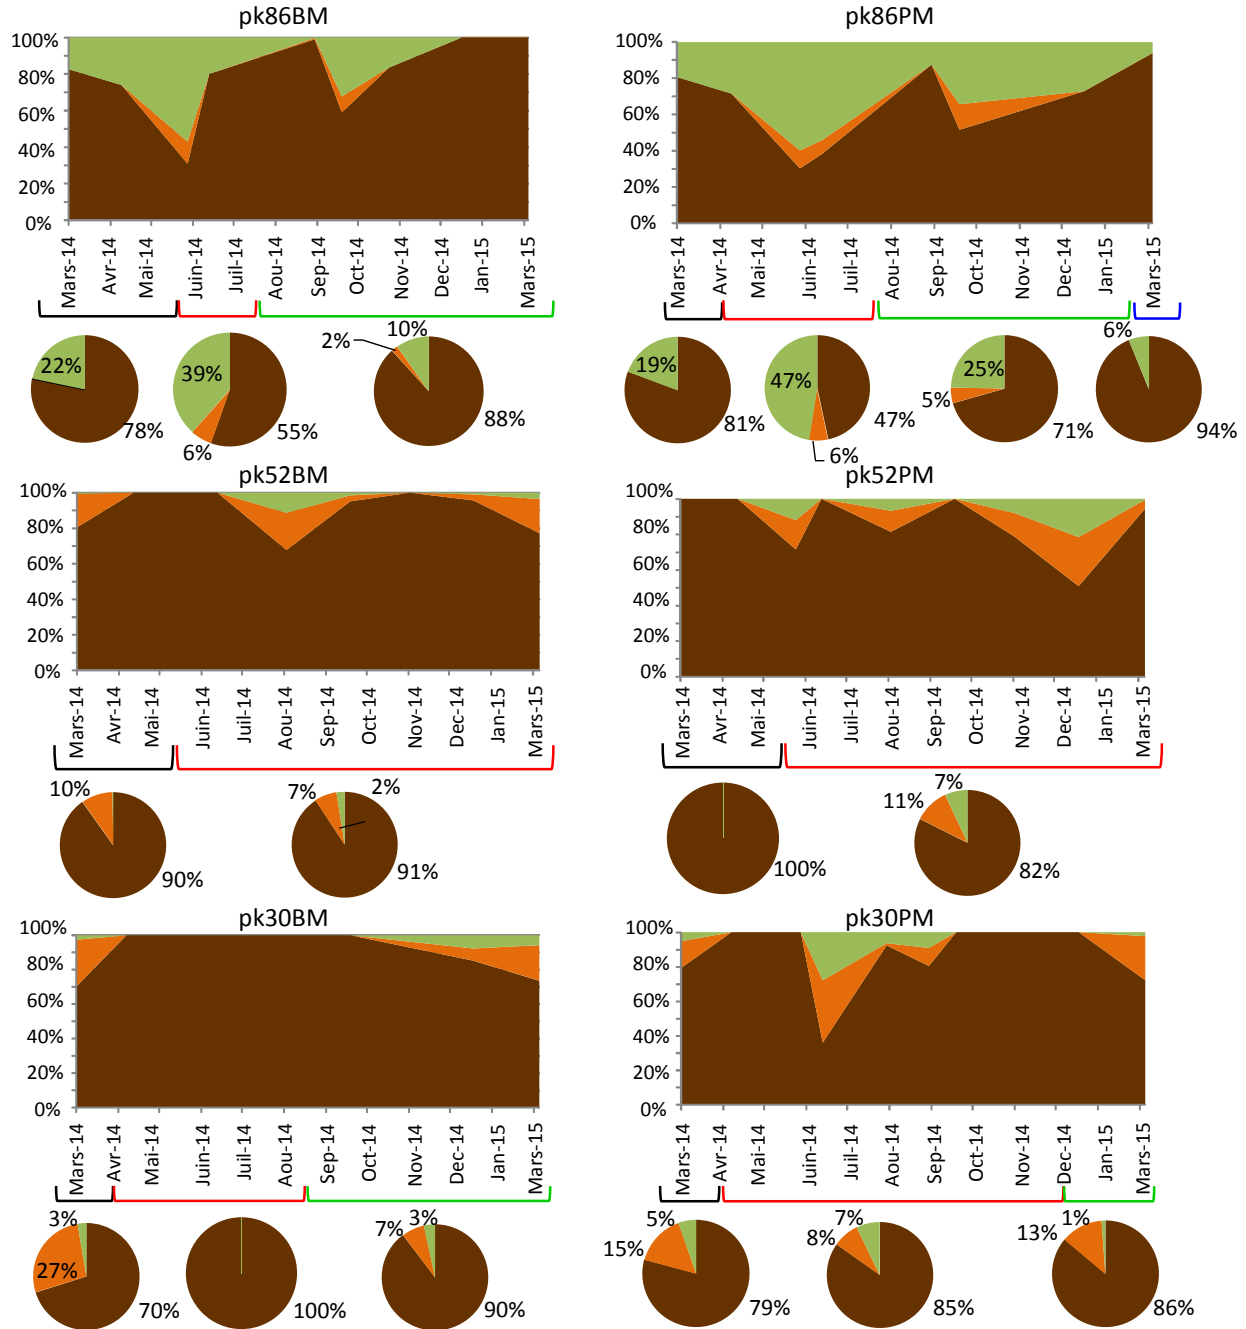 pk86BM
100%
80%
60%
40%
20%
0%
Mars-14
Avr-14
Mai-14
Juin-14
Juil-14
Aou-14
Sep-14
Oct-14
Nov-14
Dec-14
Jan-15
Mars-15
22%
78%
39%
55%
6%
2%
10%
88%
pk86PM
100%
80%
60%
40%
20%
0%
Mars-14
Avr-14
Mai-14
Juin-14
Juil-14
Aou-14
Sep-14
Oct-14
Nov-14
Dec-14
Jan-15
Mars-15
19%
81%
47%
47%
6%
25%
5%
71%
6%
94%
pk52BM
100%
80%
60%
40%
20%
0%
Mars-14
Avr-14
Mai-14
Juin-14
Juil-14
Aou-14
Sep-14
Oct-14
Nov-14
Dec-14
Jan-15
Mars-15
10%
90%
7%
2%
91%
pk52PM
100%
80%
60%
40%
20%
0%
Mars-14
Avr-14
Mai-14
Juin-14
Juil-14
Aou-14
Sep-14
Oct-14
Nov-14
Dec-14
Jan-15
Mars-15
100%
11%
7%
82%
pk30BM
100%
80%
60%
40%
20%
0%
Mars-14
Avr-14
Mai-14
Juin-14
Juil-14
Aou-14
Sep-14
Oct-14
Nov-14
Dec-14
Jan-15
Mars-15
3%
27%
70%
100%
7%
3%
90%
pk30PM
100%
80%
60%
40%
20%
0%
Mars-14
Avr-14
Mai-14
Juin-14
Juil-14
Aou-14
Sep-14
Oct-14
Nov-14
Dec-14
Jan-15
Mars-15
5%
15%
79%
7%
8%
85%
1%
13%
86%